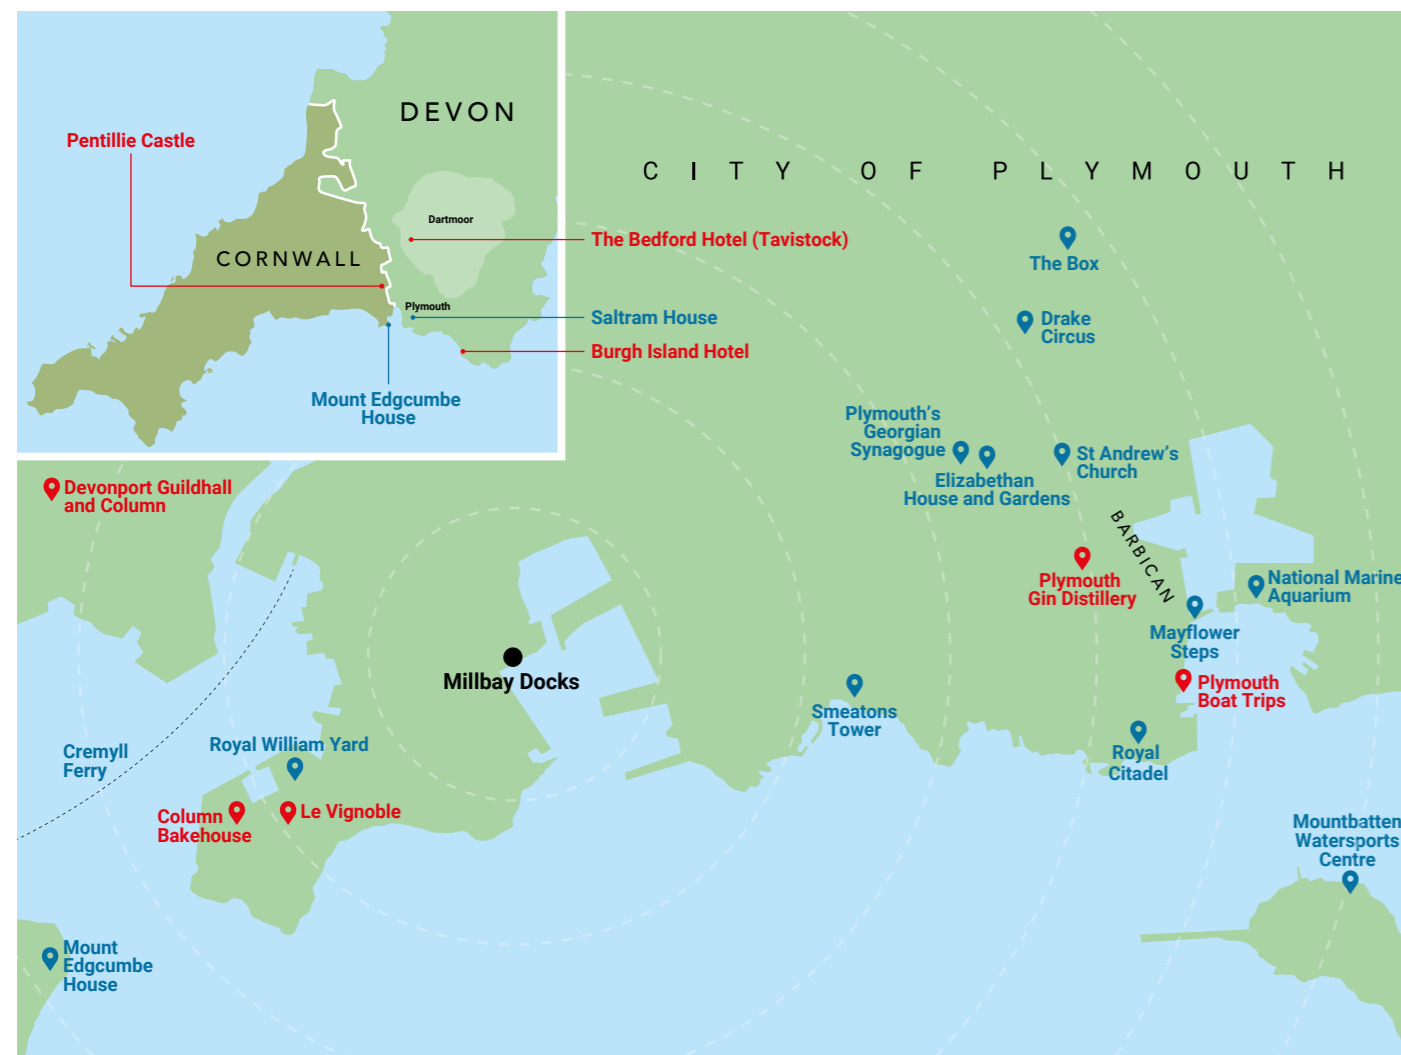 DEVON
Pentillie Castle
CITY OF PLYMOUTH
Dartmoor
The Bedford Hotel (Tavistock)
CORNWALL
The Box
Plymouth
Saltram House
Drake
Circus
Burgh Island Hotel
Mount Edgcumbe
House
Plymouth’s
Georgian
Synagogue
St Andrew’s
Church
Elizabethan
House and Gardens
Devonport Guildhall
and Column
BARBICAN
Plymouth
Gin Distillery
National Marine
Aquarium
Mayflower
Steps
Millbay Docks
Plymouth
Boat Trips
Smeatons
Tower
Royal William Yard
Cremyll
Ferry
Royal
Citadel
Column
Bakehouse
Le Vignoble
Mountbatten
Watersports
Centre
Mount
Edgcumbe
House